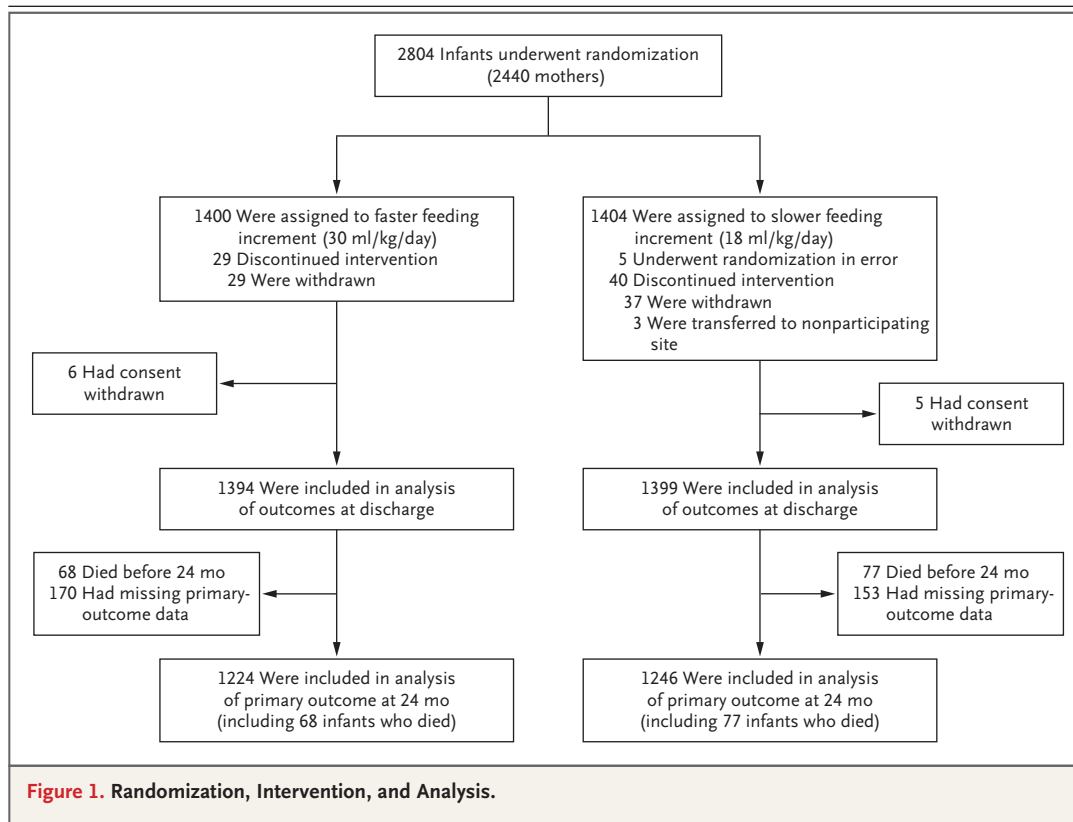 2804 Infants underwent randomization
(2440 mothers)
1400 Were assigned to faster feeding
increment (30 ml/kg/day)
29 Discontinued intervention
29 Were withdrawn
1404 Were assigned to slower feeding
increment (18 ml/kg/day)
5 Underwent randomization in error
40 Discontinued intervention
37 Were withdrawn
3 Were transferred to nonparticipating
site
6 Had consent
withdrawn
5 Had consent
withdrawn
1394 Were included in analysis
of outcomes at discharge
1399 Were included in analysis
of outcomes at discharge
68 Died before 24 mo
170 Had missing primary-
outcome data
77 Died before 24 mo
153 Had missing primary-
outcome data
1224 Were included in analysis
of primary outcome at 24 mo
(including 68 infants who died)
1246 Were included in analysis
of primary outcome at 24 mo
(including 77 infants who died)
Figure 1. Randomization, Intervention, and Analysis.